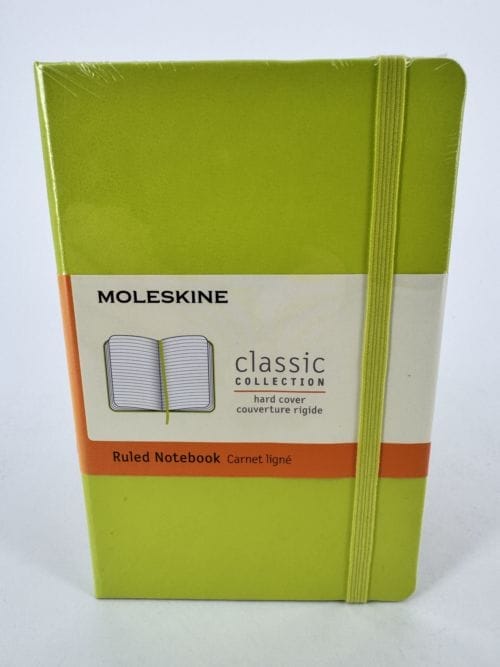 MOLESKINE
classic
COLLECTION
hard cover
couverture rigide
Ruled Notebook Carnet ligné